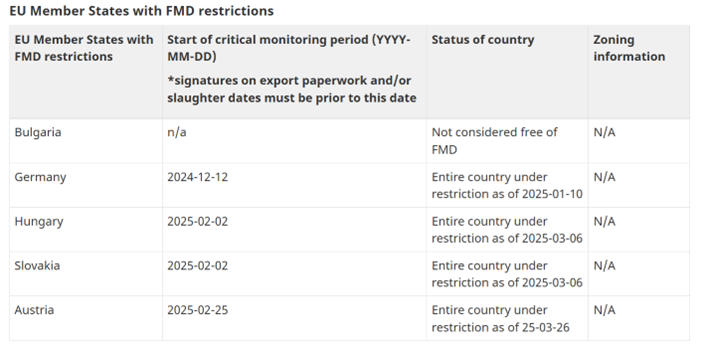 EU Member States with FMD restrictions
EU Member States with
FMD restrictions
Start of critical monitoring period (YYYY-
MM-DD)
*signatures on export paperwork and/or
slaughter dates must be prior to this date
Status of country
Zoning
information
Bulgaria
n/a
Not considered free of
FMD
N/A
Germany
2024-12-12
Entire country under
restriction as of 2025-01-10
N/A
Hungary
2025-02-02
Entire country under
restriction as of 2025-03-06
N/A
Slovakia
2025-02-02
Entire country under
restriction as of 2025-03-06
N/A
Austria
2025-02-25
Entire country under
restriction as of 25-03-26
N/A